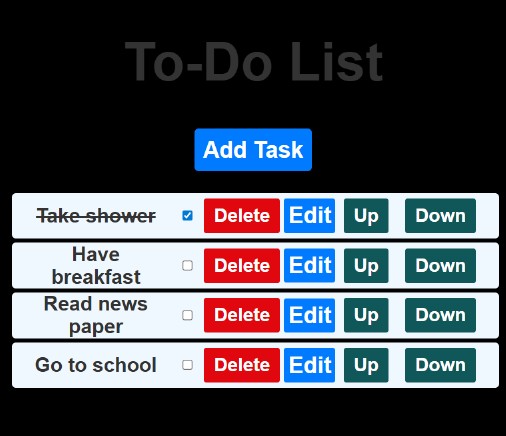 To-Do List
Add Task
Take shower Delete Edit Up Down
Have
breakfast Delete Edit Up Down
Read news
paper Delete Edit Up Down
Go to school Delete Edit Up Down